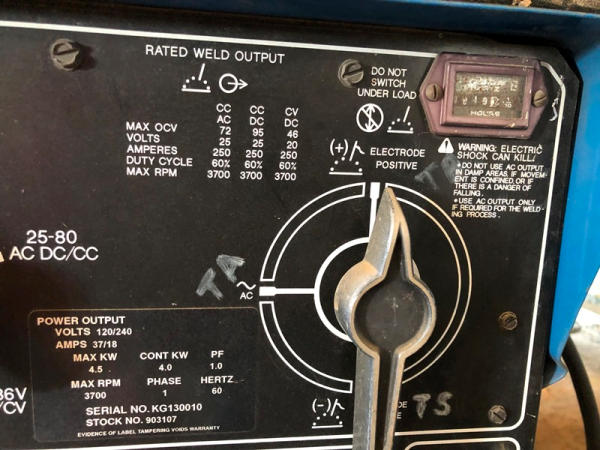 RATED WELD OUTPUT
CC CC CV
AC DC DC
MAX OCV 72 95 46
VOLTS 25 25 20
AMPERES 250 250 250
DUTY CYCLE 60% 60% 60%
MAX RPM 3700 3700 3700
DO NOT
SWITCH
UNDER LOAD
HOURS
(+) ELECTRODE
POSITIVE
WARNING: ELECTRIC
SHOCK CAN KILL!
• DO NOT USE AC OUTPUT
IN DAMP AREAS, IF MOVEM-
ENT IS CONFINED, OR IF
THERE IS A DANGER OF
FALLING.
• USE AC OUTPUT ONLY
IF REQUIRED FOR THE WELD-
ING PROCESS.
25-80
AC DC/CC
TA
~
AC
POWER OUTPUT
VOLTS 120/240
AMPS 37/18
MAX KW CONT KW PF
4.5 4.0 1.0
MAX RPM PHASE HERTZ
3700 1 60
SERIAL NO. KG130010
STOCK NO. 903107
EVIDENCE OF LABEL TAMPERING VOIDS WARRANTY
36V
/CV
(-)
DE
E
TS